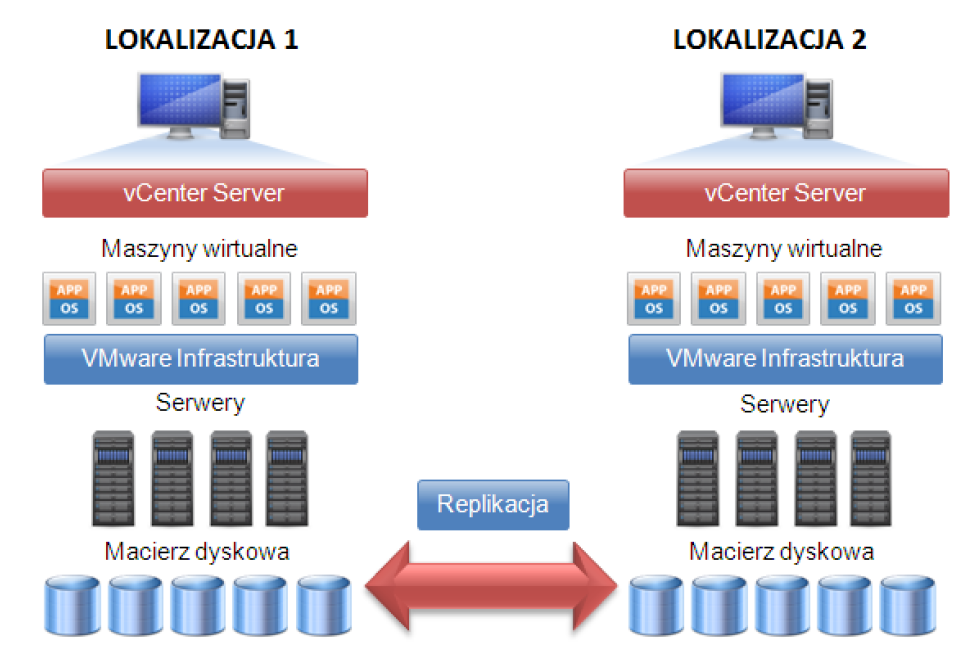 LOKALIZACJA 1
vCenter Server
Maszyny wirtualne
APP APP APP APP APP
OS OS OS OS OS
VMware Infrastruktura
Serwery
Macierz dyskowa
Replikacja
LOKALIZACJA 2
vCenter Server
Maszyny wirtualne
APP APP APP APP APP
OS OS OS OS OS
VMware Infrastruktura
Serwery
Macierz dyskowa